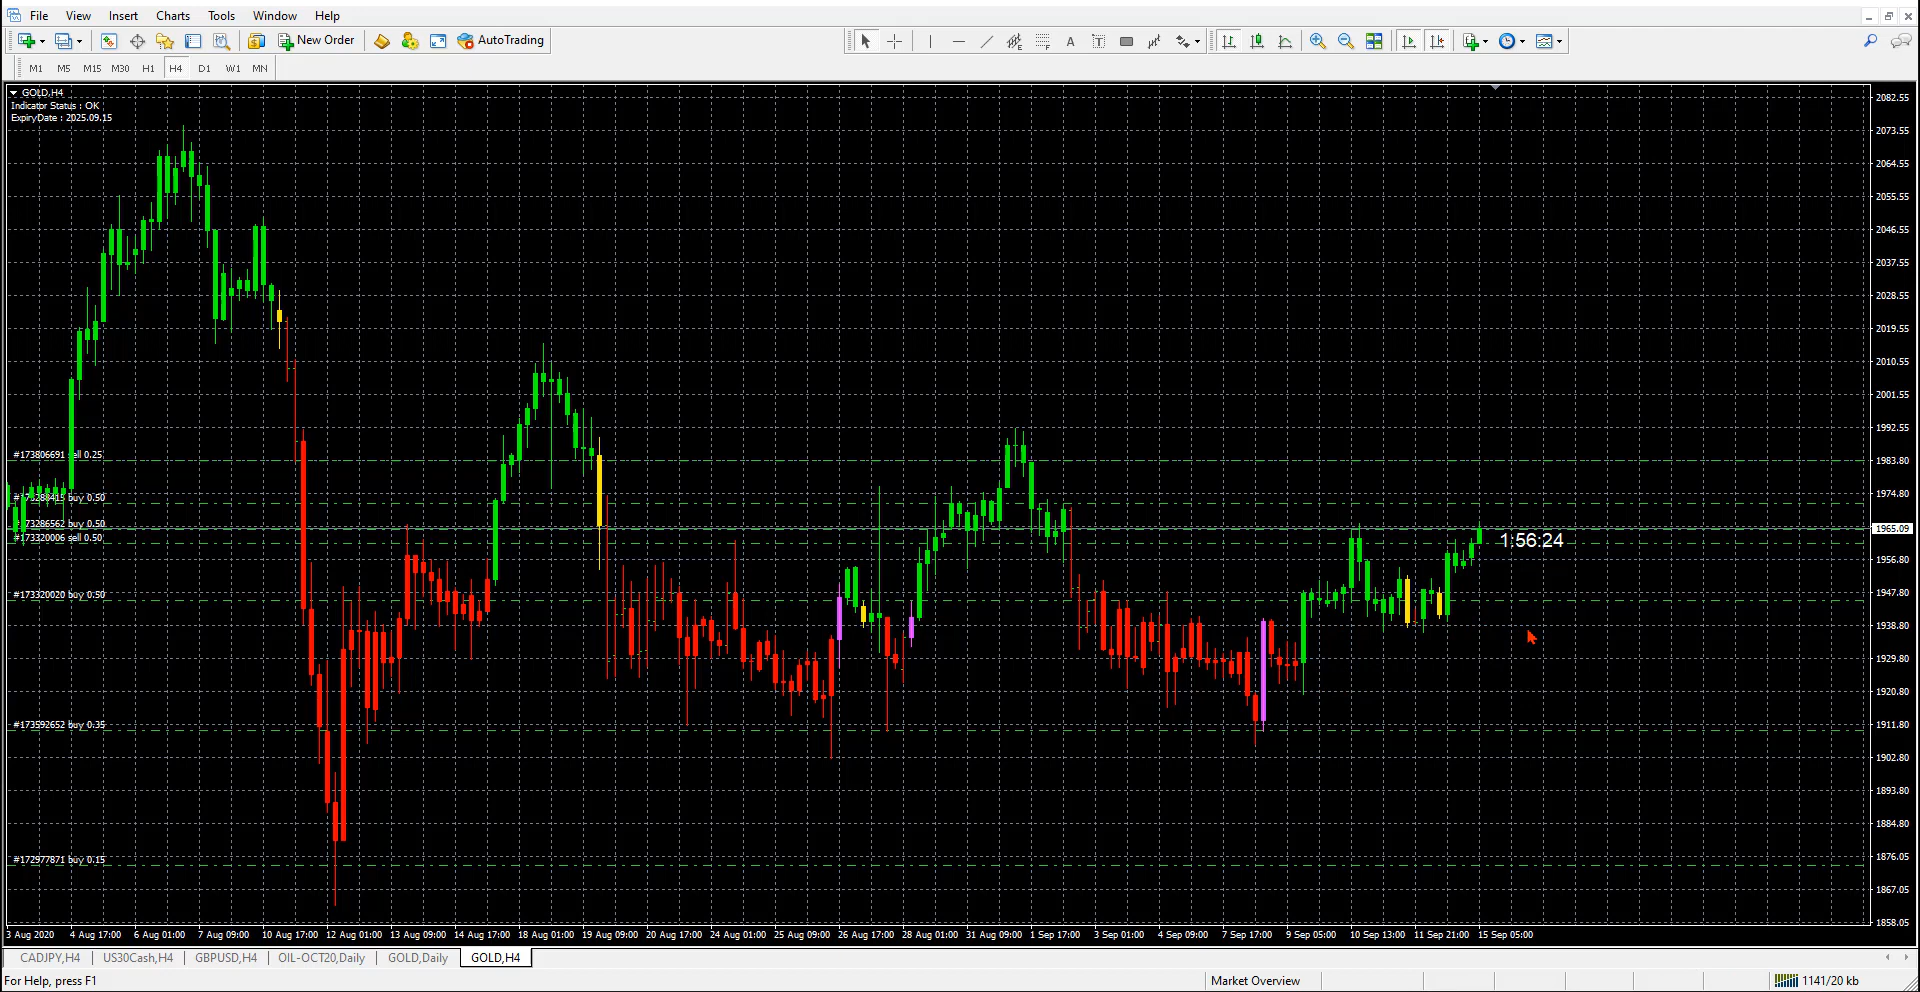 File View Insert Charts Tools Window Help
New Order AutoTrading A T
M1 M5 M15 M30 H1 H4 D1 W1 MN
GOLD,H4
Indicator Status : OK
ExpiryDate : 2025.09.15
2082.55
2073.55
2064.55
2055.55
2046.55
2037.55
2028.55
2019.55
2010.55
2001.55
1992.55
#173806691 sell 0.25
1983.80
#173288415 buy 0.50
1974.80
#173286562 buy 0.50
1965.09
#173320006 sell 0.50
1:56:24
1956.80
#173320020 buy 0.50
1947.80
1938.80
1929.80
1920.80
#173592652 buy 0.35
1911.80
1902.80
1893.80
1884.80
#172977871 buy 0.15
1876.05
1867.05
1858.05
3 Aug 2020 4 Aug 17:00 6 Aug 01:00 7 Aug 09:00 10 Aug 17:00 12 Aug 01:00 13 Aug 09:00 14 Aug 17:00 18 Aug 01:00 19 Aug 09:00 20 Aug 17:00 24 Aug 01:00 25 Aug 09:00 26 Aug 17:00 28 Aug 01:00 31 Aug 09:00 1 Sep 17:00 3 Sep 01:00 4 Sep 09:00 7 Sep 17:00 9 Sep 05:00 10 Sep 13:00 11 Sep 21:00 15 Sep 05:00
CADJPY,H4 US30Cash,H4 GBPUSD,H4 OIL-OCT20,Daily GOLD,Daily GOLD,H4
For Help, press F1 Market Overview 1141/20 kb